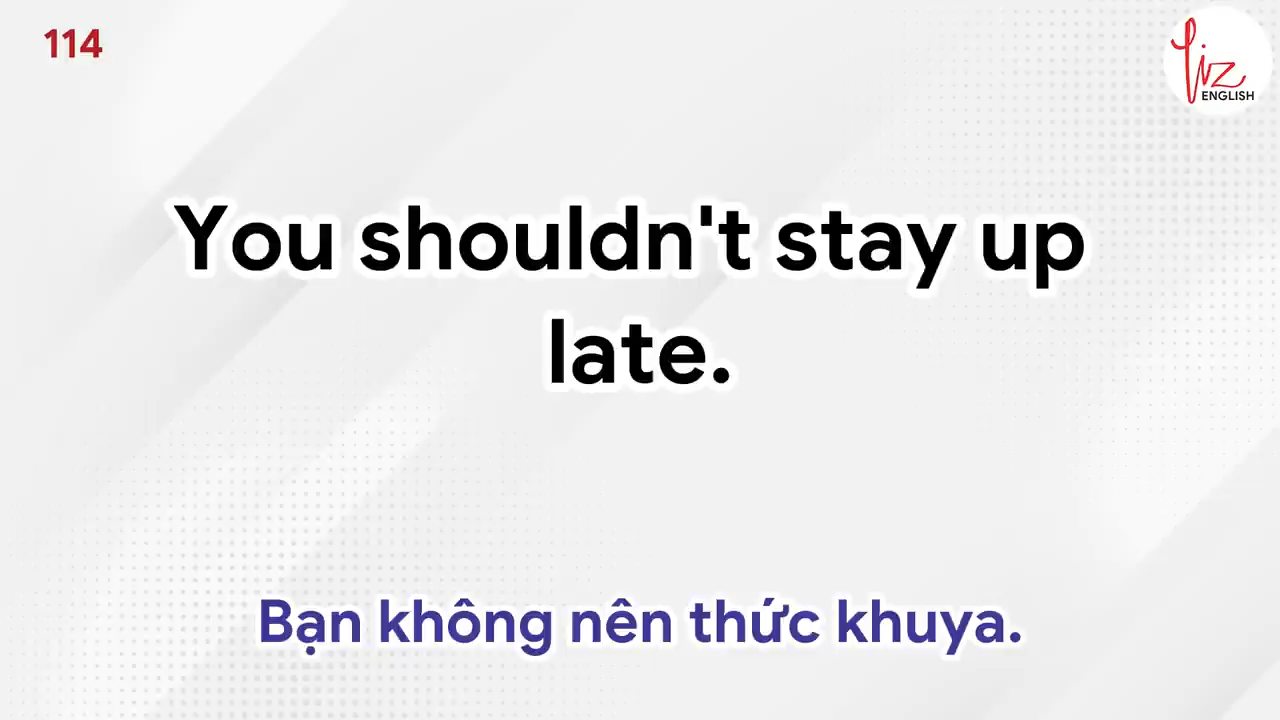 114
Liz
ENGLISH
You shouldn't stay up
late.
Bạn không nên thức khuya.